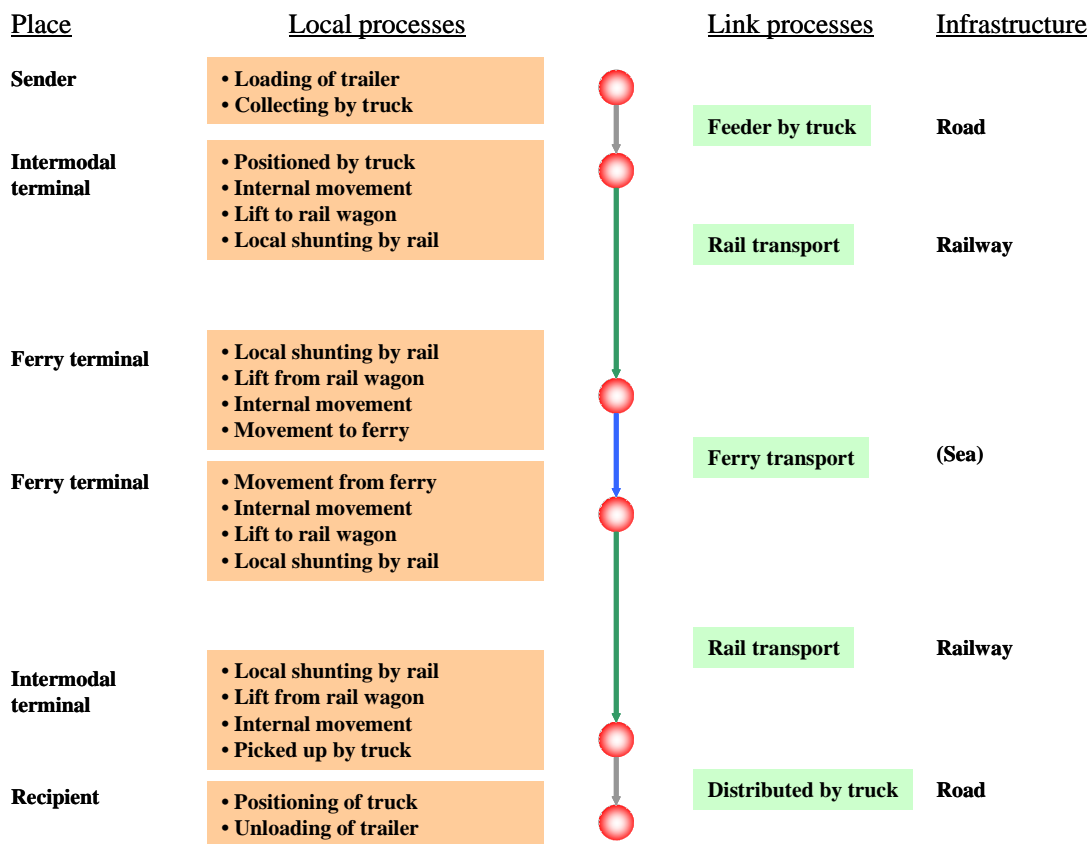 Place Local processes Link processes Infrastructure
Sender
• Loading of trailer
• Collecting by truck
Feeder by truck Road
Intermodal
terminal
• Positioned by truck
• Internal movement
• Lift to rail wagon
• Local shunting by rail
Rail transport Railway
Ferry terminal
• Local shunting by rail
• Lift from rail wagon
• Internal movement
• Movement to ferry
Ferry transport (Sea)
Ferry terminal
• Movement from ferry
• Internal movement
• Lift to rail wagon
• Local shunting by rail
Rail transport Railway
Intermodal
terminal
• Local shunting by rail
• Lift from rail wagon
• Internal movement
• Picked up by truck
Distributed by truck Road
Recipient
• Positioning of truck
• Unloading of trailer